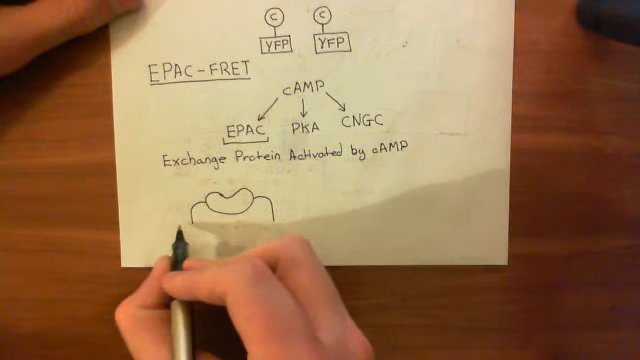 C C
YFP YFP
EPAC-FRET
cAMP
EPAC PKA CNGC
Exchange Protein Activated by cAMP